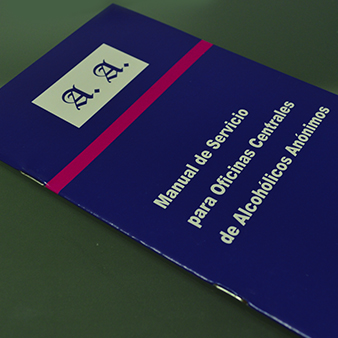 A. A.
Manual de Servicio
para Oficinas Centrales
de Alcohólicos Anónimos